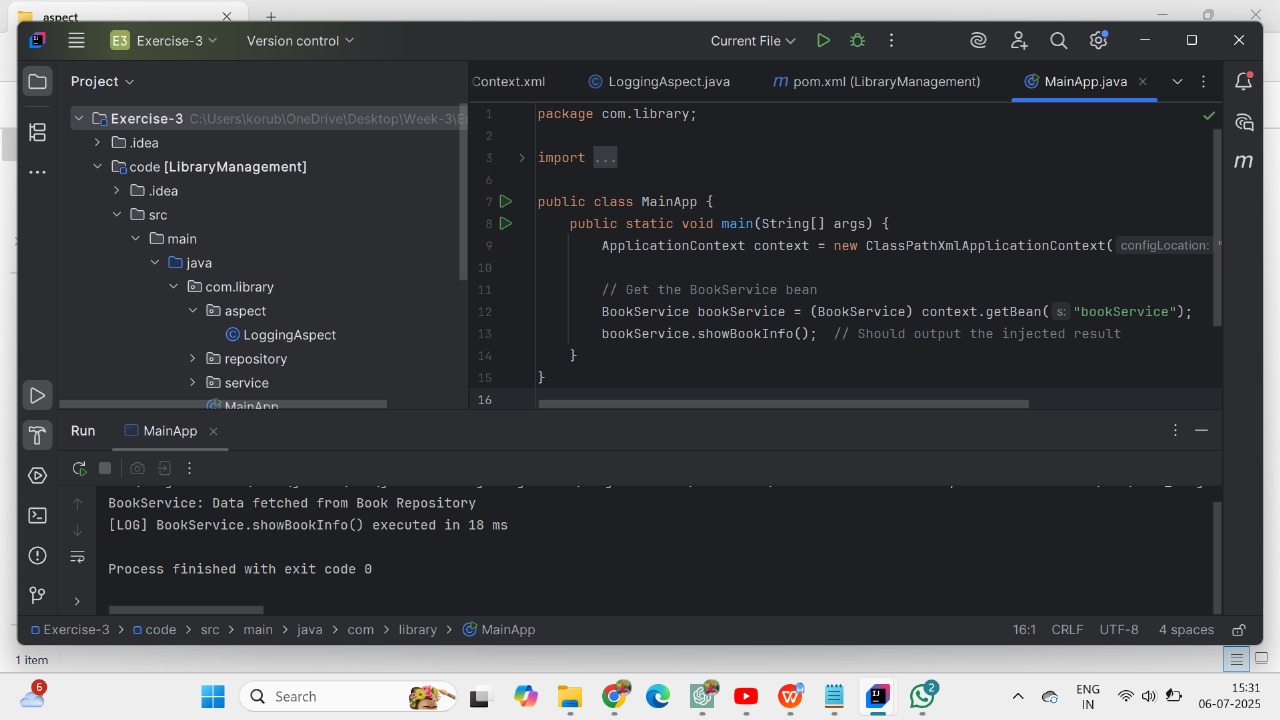 aspect
E3 Exercise-3 Version control Current File
Project
Context.xml LoggingAspect.java pom.xml (LibraryManagement) MainApp.java
Exercise-3 C:\Users\korub\OneDrive\Desktop\Week-3\E
.idea
code [LibraryManagement]
.idea
src
main
java
com.library
aspect
LoggingAspect
repository
service
MainApp
1 package com.library;
2
3 import ...
6
7 public class MainApp {
8 public static void main(String[] args) {
9 ApplicationContext context = new ClassPathXmlApplicationContext( configLocation: "
10
11 // Get the BookService bean
12 BookService bookService = (BookService) context.getBean( s: "bookService");
13 bookService.showBookInfo(); // Should output the injected result
14 }
15 }
16
Run MainApp
BookService: Data fetched from Book Repository
[LOG] BookService.showBookInfo() executed in 18 ms
Process finished with exit code 0
Exercise-3 > code > src > main > java > com > library > MainApp 16:1 CRLF UTF-8 4 spaces
1 item
6 Search 2 ENG 15:31
IN 06-07-2025